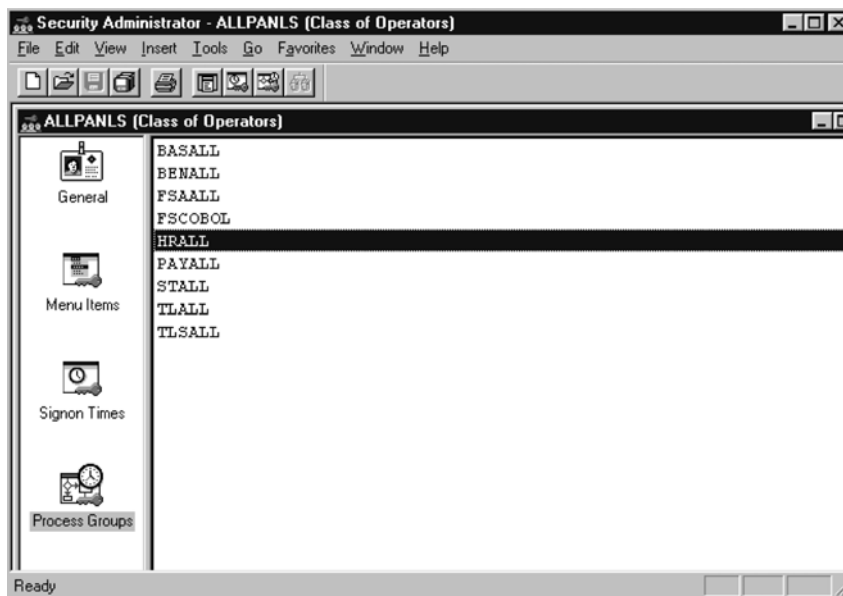 Security Administrator - ALLPANLS (Class of Operators)
File Edit View Insert Tools Go Favorites Window Help
ALLPANLS (Class of Operators)
General
Menu Items
Signon Times
Process Groups
BASALL
BENALL
FSAALL
FSCOBOL
HRALL
PAYALL
STALL
TLALL
TLSALL
Ready